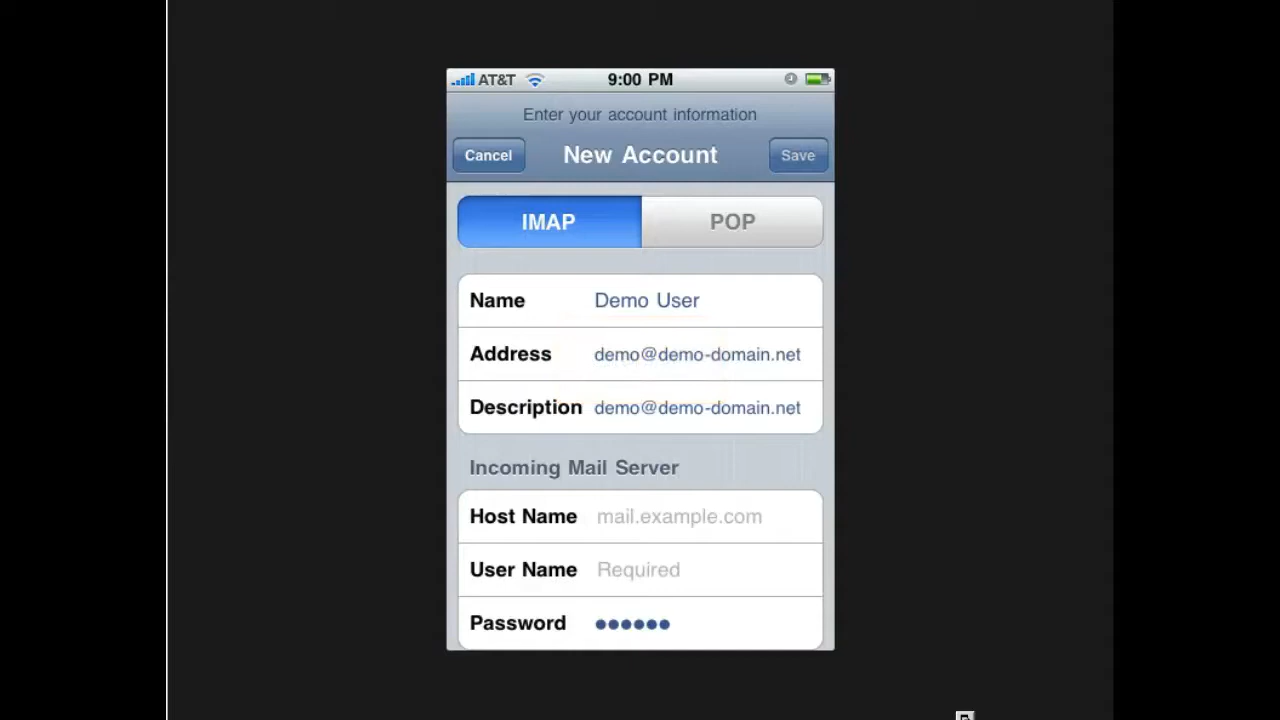 AT&T 9:00 PM
Enter your account information
Cancel New Account Save
IMAP POP
Name Demo User
Address demo@demo-domain.net
Description demo@demo-domain.net
Incoming Mail Server
Host Name mail.example.com
User Name Required
Password ●●●●●●